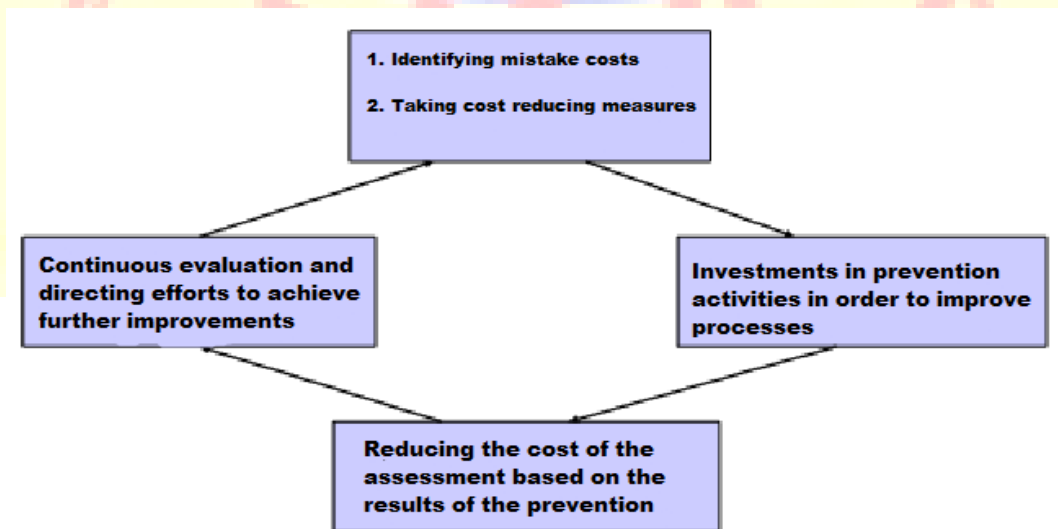 1. Identifying mistake costs
2. Taking cost reducing measures
Continuous evaluation and
directing efforts to achieve
further improvements
Investments in prevention
activities in order to improve
processes
Reducing the cost of the
assessment based on the
results of the prevention